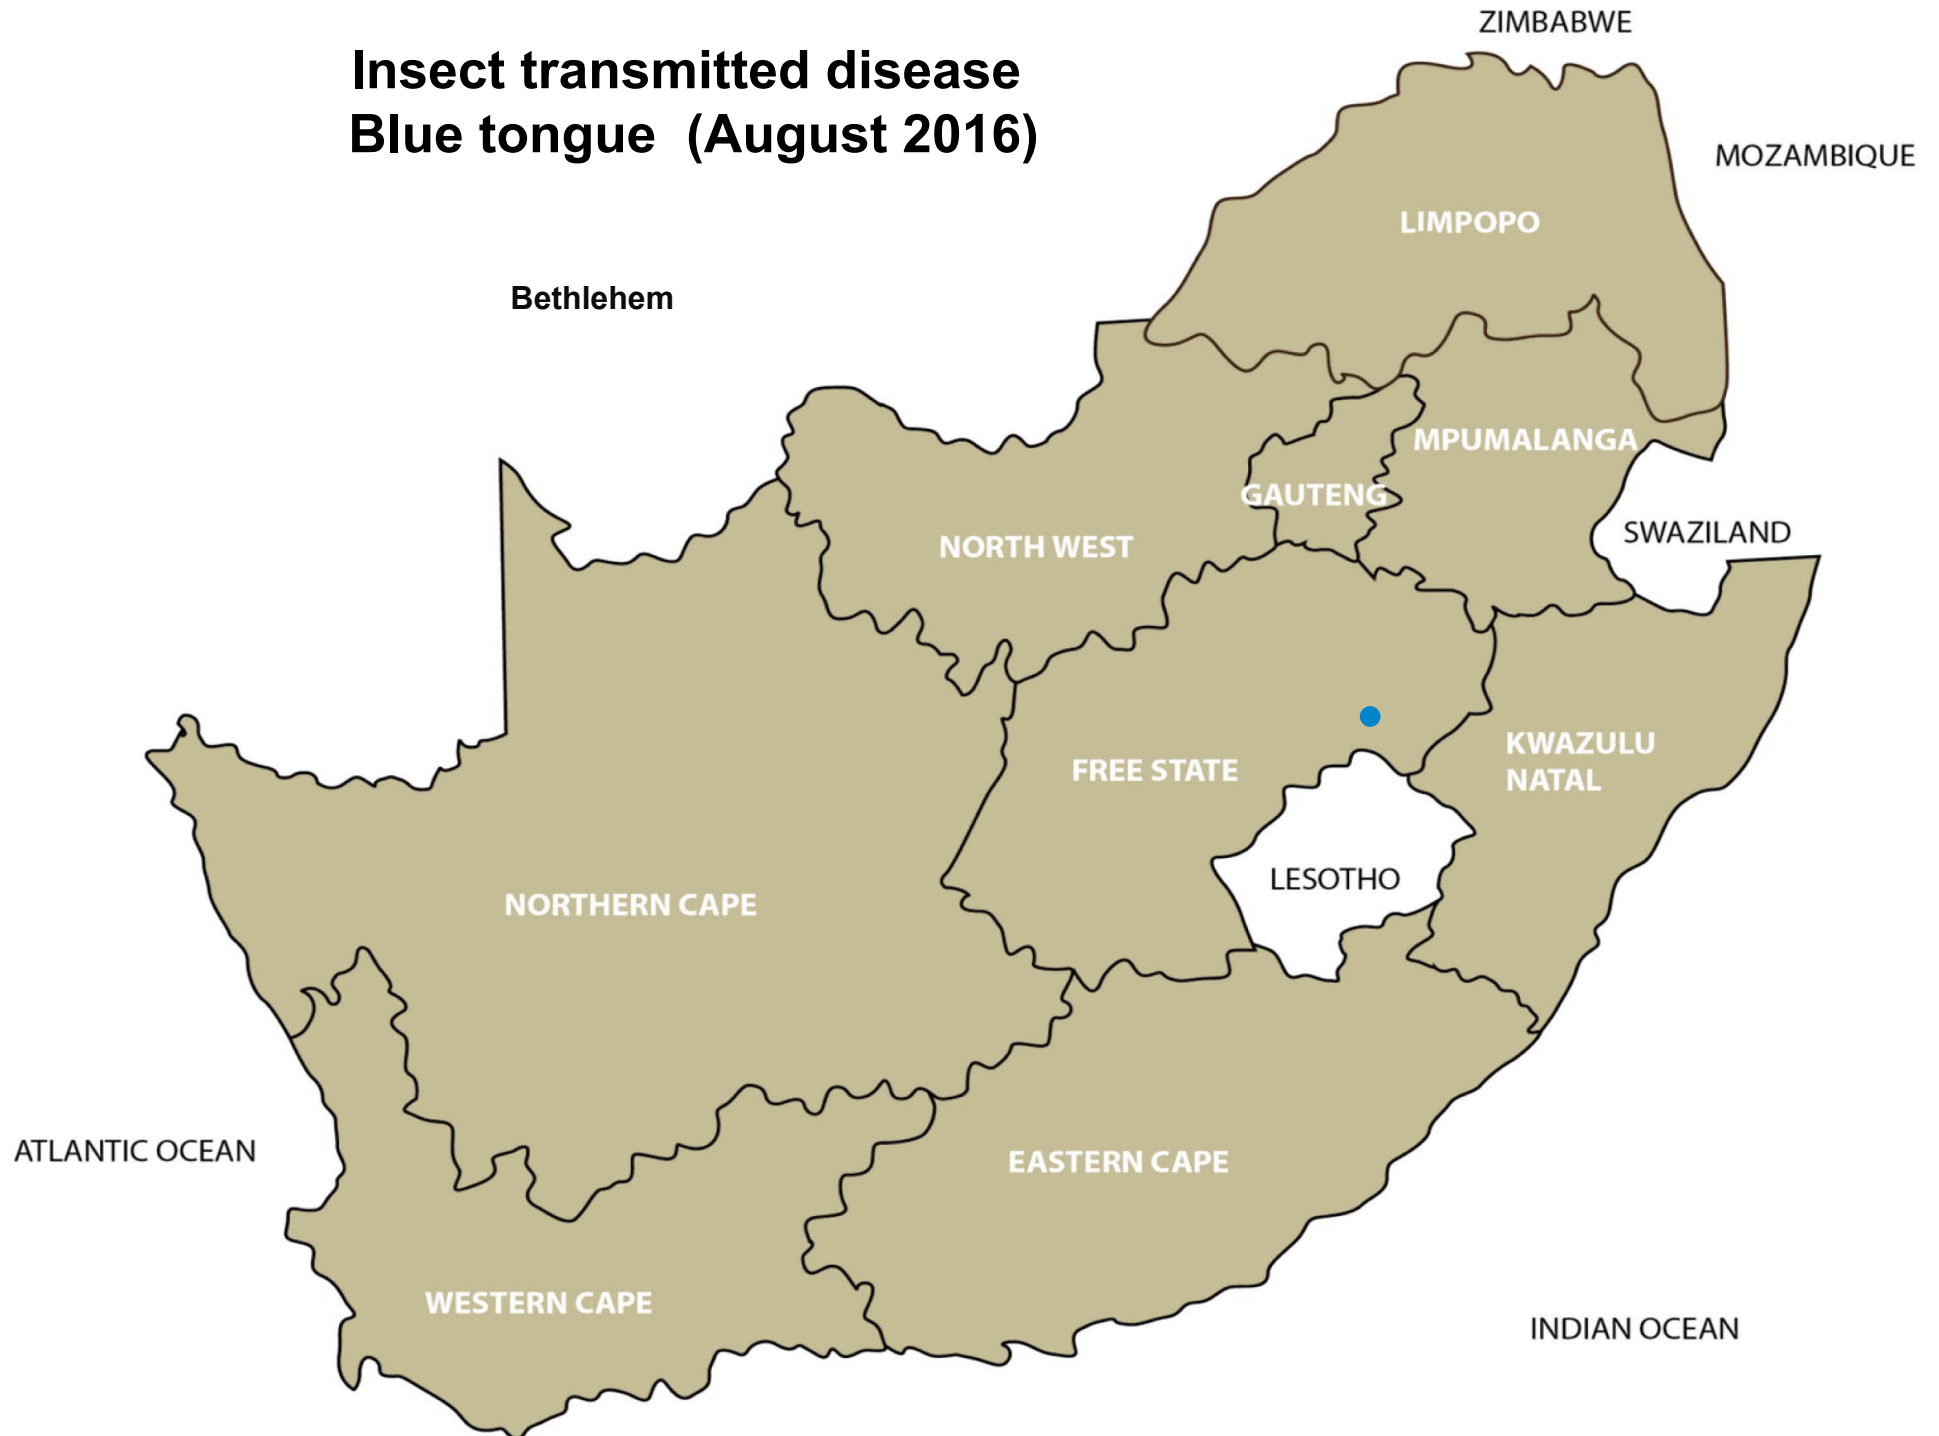 ZIMBABWE
Insect transmitted disease
Blue tongue (August 2016)
MOZAMBIQUE
LIMPOPO
Bethlehem
MPUMALANGA
GAUTENG
SWAZILAND
NORTH WEST
KWAZULU
NATAL
FREE STATE
LESOTHO
NORTHERN CAPE
ATLANTIC OCEAN
EASTERN CAPE
WESTERN CAPE
INDIAN OCEAN